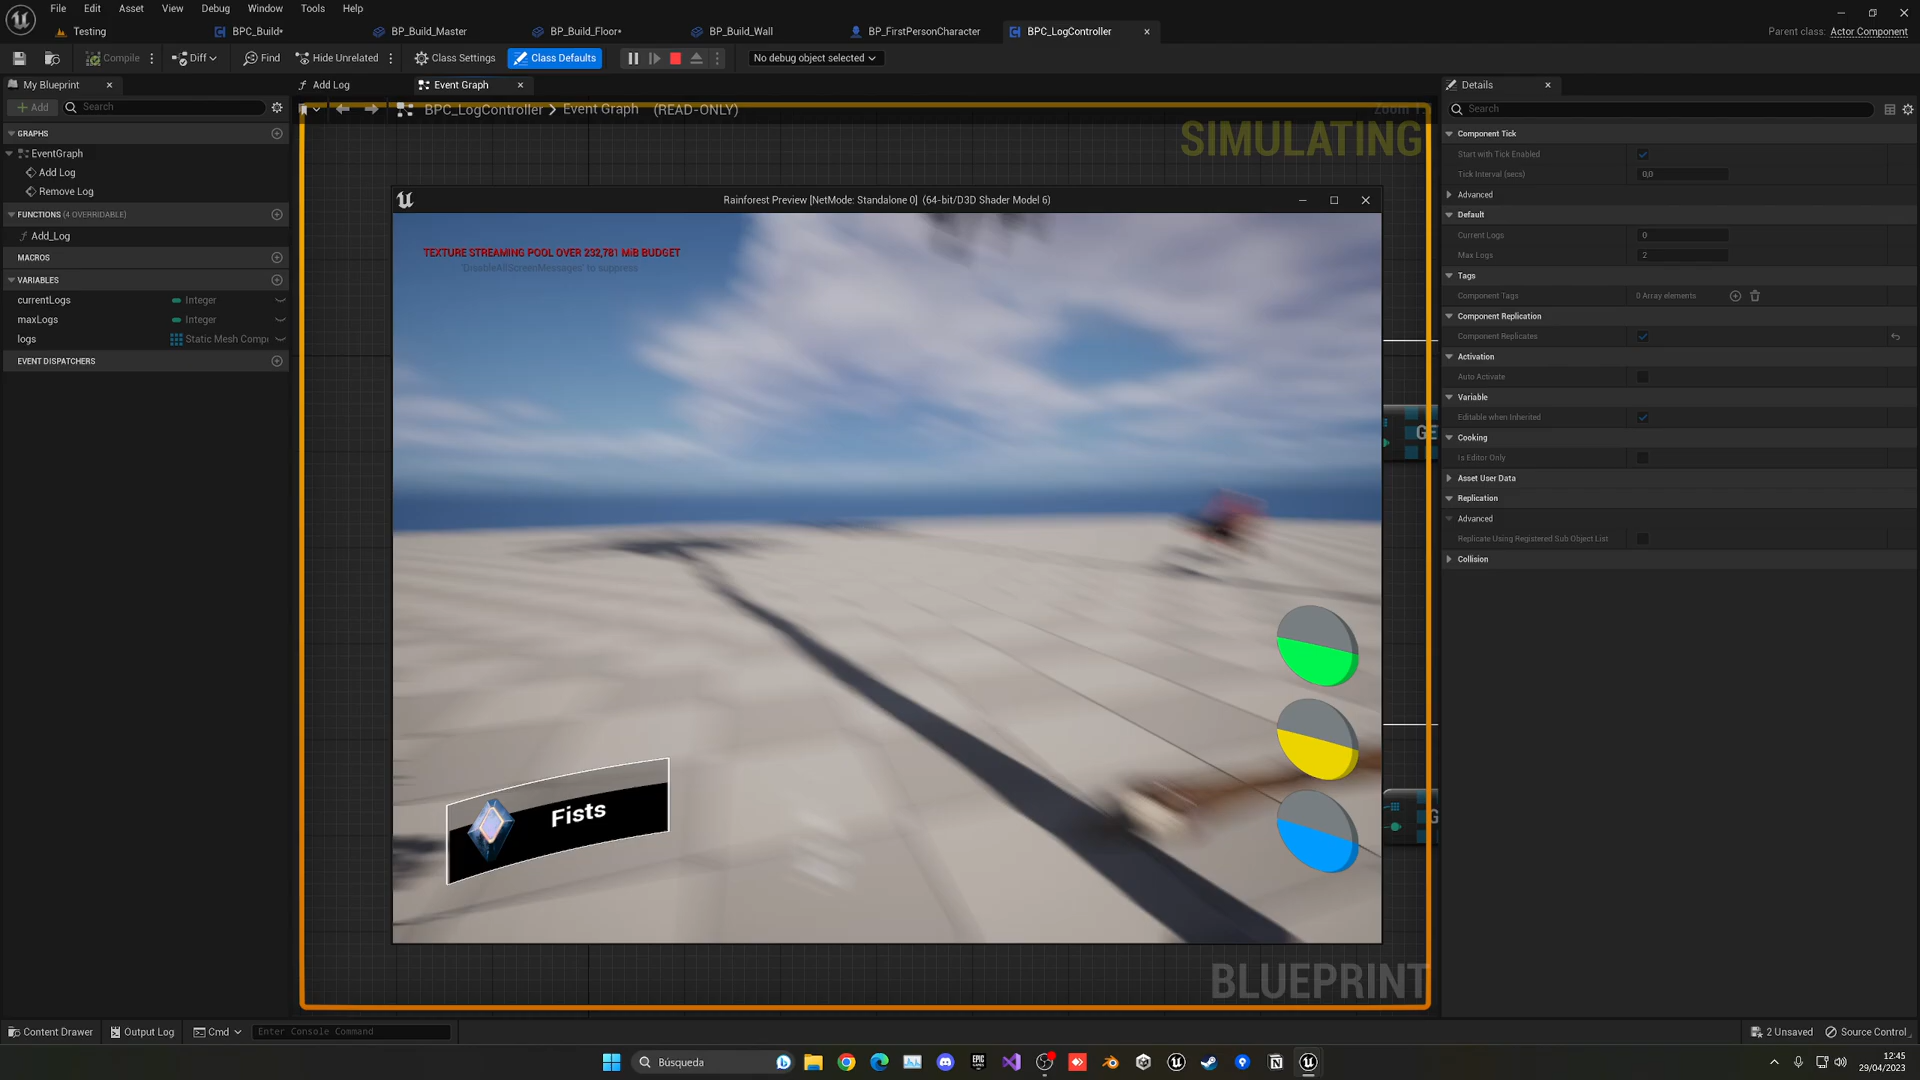 File Edit Asset View Debug Window Tools Help
Testing BPC_Build* BP_Build_Master BP_Build_Floor* BP_Build_Wall BP_FirstPersonCharacter BPC_LogController
Parent class: Actor Component
Compile Diff Find Hide Unrelated Class Settings Class Defaults No debug object selected
My Blueprint Add Log Event Graph Details
Add Search
BPC_LogController > Event Graph (READ-ONLY)
Search
SIMULATING
GRAPHS
EventGraph
Add Log
Remove Log
FUNCTIONS (4 OVERRIDABLE)
Add_Log
MACROS
VARIABLES
currentLogs Integer
maxLogs Integer
logs Static Mesh Comp
EVENT DISPATCHERS
Rainforest Preview [NetMode: Standalone 0] (64-bit/D3D Shader Model 6)
TEXTURE STREAMING POOL OVER 232,781 MiB BUDGET
'DisableAllScreenMessages' to suppress
Fists
BLUEPRINT
Component Tick
Start with Tick Enabled
Tick Interval (secs) 0,0
Advanced
Default
Current Logs 0
Max Logs 2
Tags
Component Tags 0 Array elements
Component Replication
Component Replicates
Activation
Auto Activate
Variable
Editable when Inherited
Cooking
Is Editor Only
Asset User Data
Replication
Advanced
Replicate Using Registered Sub Object List
Collision
Content Drawer Output Log Cmd Enter Console Command 2 Unsaved Source Control
Búsqueda
12:45
29/04/2023